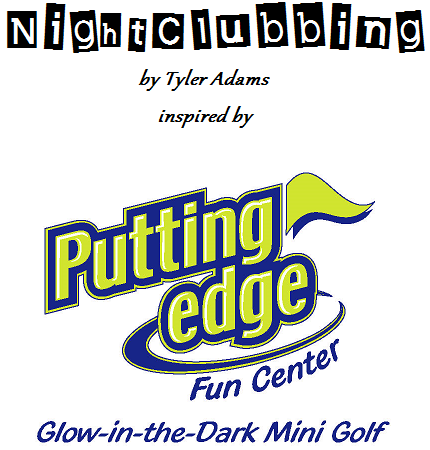 NightClubbing
by Tyler Adams
inspired by
Putting
edge
Fun Center
Glow-in-the-Dark Mini Golf